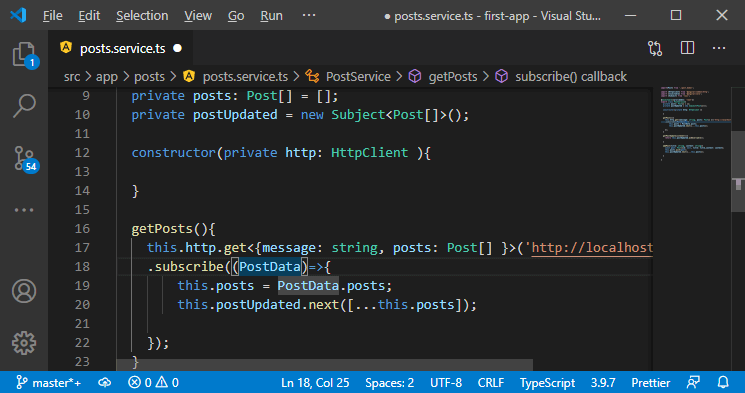 File Edit Selection View Go Run ··· ● posts.service.ts - first-app - Visual Stu...
posts.service.ts ●
src > app > posts > posts.service.ts > PostService > getPosts > subscribe() callback
9 private posts: Post[] = [];
10 private postUpdated = new Subject<Post[]>();
11
12 constructor(private http: HttpClient ){
13
14 }
15
16 getPosts(){
17 this.http.get<{message: string, posts: Post[] }>('http://localhost
18 .subscribe((PostData)=>{
19 this.posts = PostData.posts;
20 this.postUpdated.next([...this.posts]);
21
22 });
23 }
1
54
master*+ 0 0 Ln 18, Col 25 Spaces: 2 UTF-8 CRLF TypeScript 3.9.7 Prettier